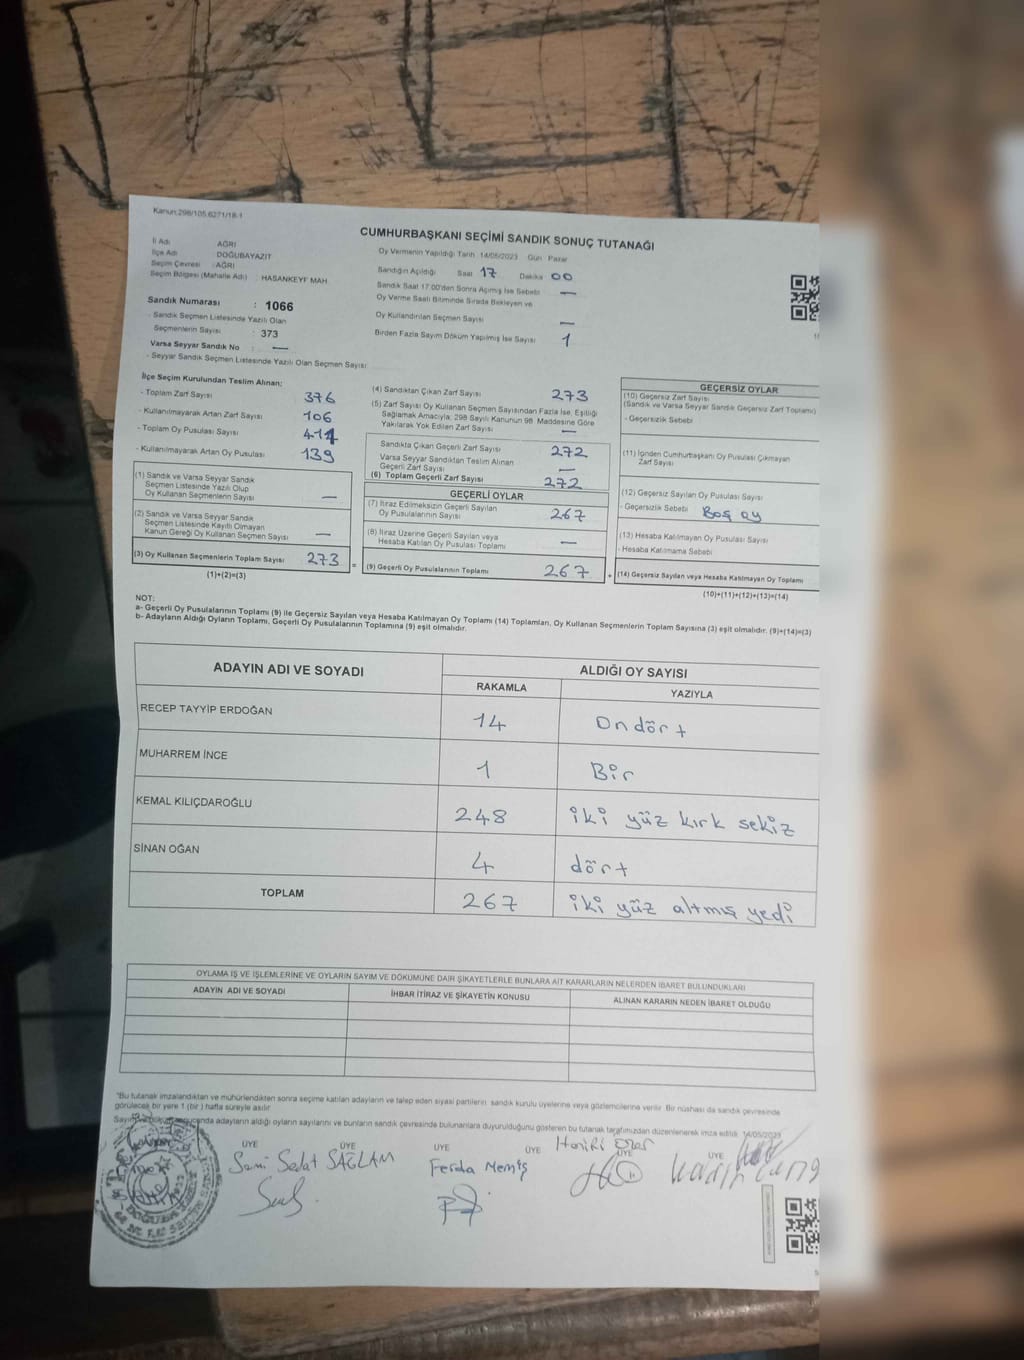 Kanun:298/105.6271/18-1
CUMHURBAŞKANI SEÇİMİ SANDIK SONUÇ TUTANAĞI
İl Adı AĞRI
İlçe Adı DOĞUBAYAZIT
Seçim Çevresi : AĞRI
Seçim Bölgesi (Mahalle Adı) : HASANKEYF MAH.
Sandık Numarası : 1066
- Sandık Seçmen Listesinde Yazılı Olan
Seçmenlerin Sayısı : 373
Varsa Seyyar Sandık No : —
- Seyyar Sandık Seçmen Listesinde Yazılı Olan Seçmen Sayısı:
Oy Vermenin Yapıldığı Tarih 14/05/2023 Gün Pazar
Sandığın Açıldığı Saat 17 Dakika 00
Sandık Saat 17:00'den Sonra Açımış İse Sebebi —
Oy Verme Saati Bitiminde Sırada Bekleyen ve
Oy Kullandırılan Seçmen Sayısı —
Birden Fazla Sayım Döküm Yapılmış İse Sayısı 1
İlçe Seçim Kurulundan Teslim Alınan;
- Toplam Zarf Sayısı 376
- Kullanılmayarak Artan Zarf Sayısı 106
- Toplam Oy Pusulası Sayısı 411
- Kullanılmayarak Artan Oy Pusulası 139
(1) Sandık ve Varsa Seyyar Sandık
Seçmen Listesinde Yazılı Olup
Oy Kullanan Seçmenlerin Sayısı —
(2) Sandık ve Varsa Seyyar Sandık
Seçmen Listesinde Kayıtlı Olmayan
Kanun Gereği Oy Kullanan Seçmen Sayısı —
(3) Oy Kullanan Seçmenlerin Toplam Sayısı 273 =
(1)+(2)=(3)
(4) Sandıktan Çıkan Zarf Sayısı 273
(5) Zarf Sayısı Oy Kullanan Seçmen Sayısından Fazla İse, Eşitliği
Sağlamak Amacıyla; 298 Sayılı Kanunun 98. Maddesine Göre
Yakılarak Yok Edilen Zarf Sayısı —
Sandıkta Çıkan Geçerli Zarf Sayısı 272
Varsa Seyyar Sandıktan Teslim Alınan
Geçerli Zarf Sayısı —
(6) Toplam Geçerli Zarf Sayısı 272
GEÇERLİ OYLAR
(7) İtiraz Edilmeksizin Geçerli Sayılan
Oy Pusulalarının Sayısı 267
(8) İtiraz Üzerine Geçerli Sayılan veya
Hesaba Katılan Oy Pusulası Toplamı —
(9) Geçerli Oy Pusulalarının Toplamı 267 +
GEÇERSİZ OYLAR
(10) Geçersiz Zarf Sayısı
(Sandık ve Varsa Seyyar Sandık Geçersiz Zarf Toplamı)
- Geçersizlik Sebebi
(11) İçinden Cumhurbaşkanı Oy Pusulası Çıkmayan
Zarf Sayısı
(12) Geçersiz Sayılan Oy Pusulası Sayısı
- Geçersizlik Sebebi Boş oy
(13) Hesaba Katılmayan Oy Pusulası Sayısı
- Hesaba Katılmama Sebebi
(14) Geçersiz Sayılan veya Hesaba Katılmayan Oy Toplamı
(10)+(11)+(12)+(13)=(14)
NOT:
a- Geçerli Oy Pusulalarının Toplamı (9) ile Geçersiz Sayılan veya Hesaba Katılmayan Oy Toplamı (14) Toplamları, Oy Kullanan Seçmenlerin Toplam Sayısına (3) eşit olmalıdır. (9)+(14)=(3)
b- Adayların Aldığı Oyların Toplamı, Geçerli Oy Pusulalarının Toplamına (9) eşit olmalıdır.
ADAYIN ADI VE SOYADI ALDIĞI OY SAYISI
RAKAMLA YAZIYLA
RECEP TAYYİP ERDOĞAN 14 Ondört
MUHARREM İNCE 1 Bir
KEMAL KILIÇDAROĞLU 248 iki yüz kırk sekiz
SİNAN OĞAN 4 dört
TOPLAM 267 iki yüz altmış yedi
OYLAMA İŞ VE İŞLEMLERİNE VE OYLARIN SAYIM VE DÖKÜMÜNE DAİR ŞİKAYETLERLE BUNLARA AİT KARARLARIN NELERDEN İBARET BULUNDUKLARI
ADAYIN ADI VE SOYADI İHBAR İTİRAZ VE ŞİKAYETİN KONUSU ALINAN KARARIN NEDEN İBARET OLDUĞU
*Bu tutanak imzalandıktan ve mühürlendikten sonra seçime katılan adayların ve talep eden siyasi partilerin, sandık kurulu üyelerine veya gözlemcilerine verilir. Bir nüshası da sandık çevresinde
görülecek bir yere 1 (bir) hafta süreyle asılır.
adayların aldığı oyların sayılarını ve bunların sandık çevresinde bulunanlara duyurulduğunu gösteren bu tutanak tarafımızdan düzenlenerek imza edildi. 14/05/2023
ÜYE ÜYE ÜYE ÜYE ÜYE ÜYE
Sami Sedat SAĞLAM Ferda Memiş